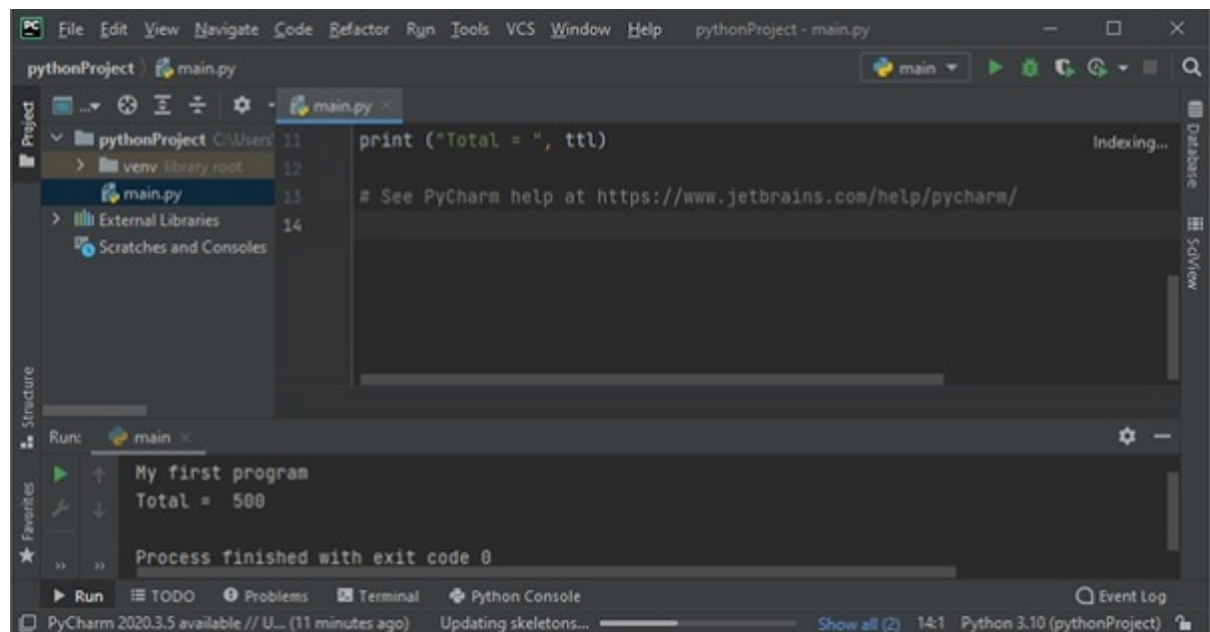 PC File Edit View Navigate Code Refactor Run Tools VCS Window Help pythonProject - main.py
pythonProject main.py main
Project
... main.py
pythonProject C:\Users
venv library root
main.py
External Libraries
Scratches and Consoles
11 print ("Total = ", ttl)
12
13 # See PyCharm help at https://www.jetbrains.com/help/pycharm/
14
Indexing...
Database
SciView
Structure
Favorites
Run: main
My first program
Total =  500
Process finished with exit code 0
Run TODO Problems Terminal Python Console Event Log
PyCharm 2020.3.5 available // U... (11 minutes ago) Updating skeletons... Show all (2) 14:1 Python 3.10 (pythonProject)